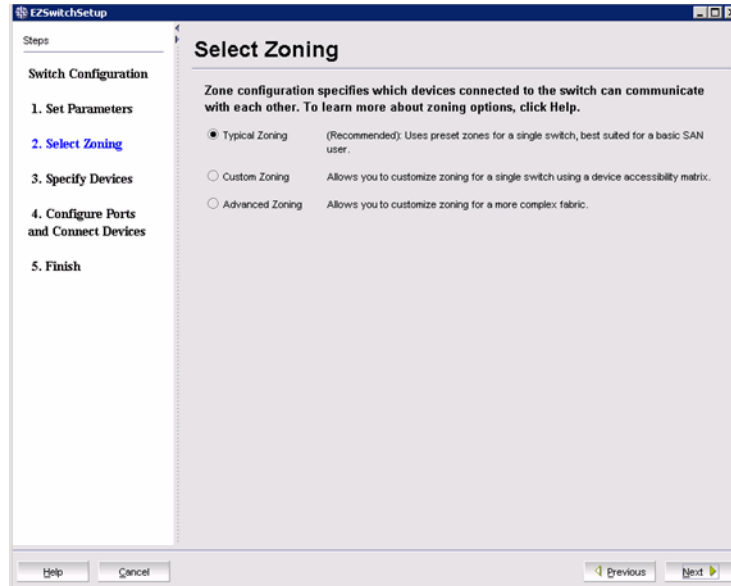 EZSwitchSetup
Steps
Switch Configuration
1. Set Parameters
2. Select Zoning
3. Specify Devices
4. Configure Ports
and Connect Devices
5. Finish
Select Zoning
Zone configuration specifies which devices connected to the switch can communicate
with each other. To learn more about zoning options, click Help.
Typical Zoning (Recommended): Uses preset zones for a single switch, best suited for a basic SAN
user.
Custom Zoning Allows you to customize zoning for a single switch using a device accessibility matrix.
Advanced Zoning Allows you to customize zoning for a more complex fabric.
Help Cancel Previous Next